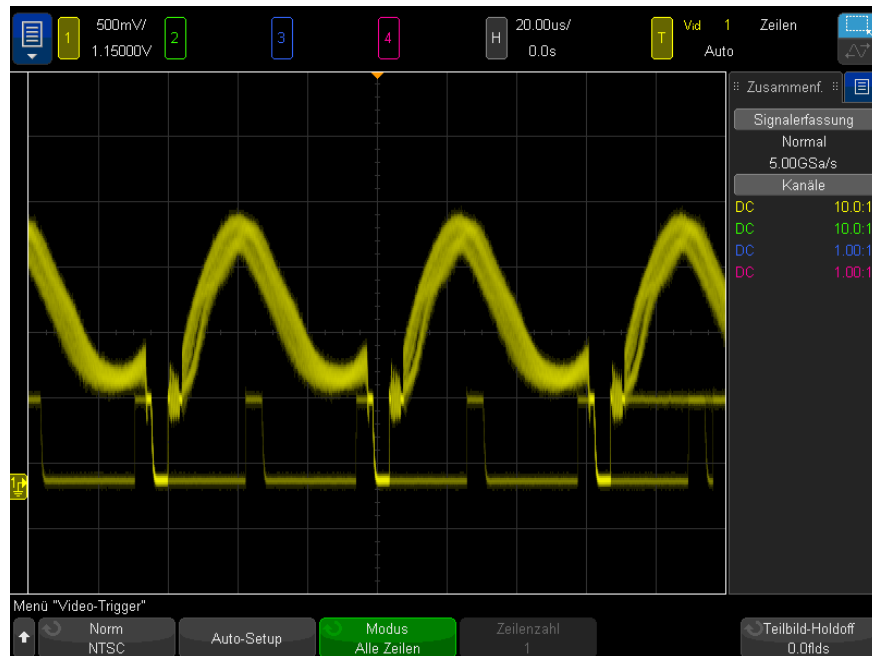 500mV/ 20.00us/ Vid 1 Zeilen
1 2 3 4 H T
1.15000V 0.0s Auto
Zusammenf.
Signalerfassung
Normal
5.00GSa/s
Kanäle
DC 10.0:1
DC 10.0:1
DC 1.00:1
DC 1.00:1
1
Menü "Video-Trigger"
Norm
NTSC
Auto-Setup
Modus
Alle Zeilen
Zeilenzahl
1
Teilbild-Holdoff
0.0flds